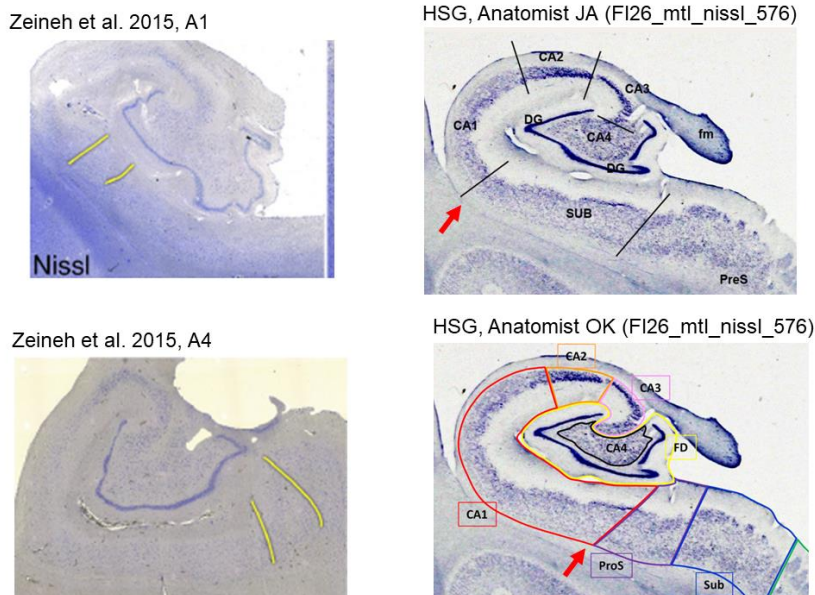 Zeineh et al. 2015, A1
Nissl
HSG, Anatomist JA (FI26_mtl_nissl_576)
CA2
CA3
CA1
DG
CA4
fm
DG
SUB
PreS
Zeineh et al. 2015, A4
HSG, Anatomist OK (FI26_mtl_nissl_576)
CA2
CA3
CA4
FD
CA1
ProS
Sub